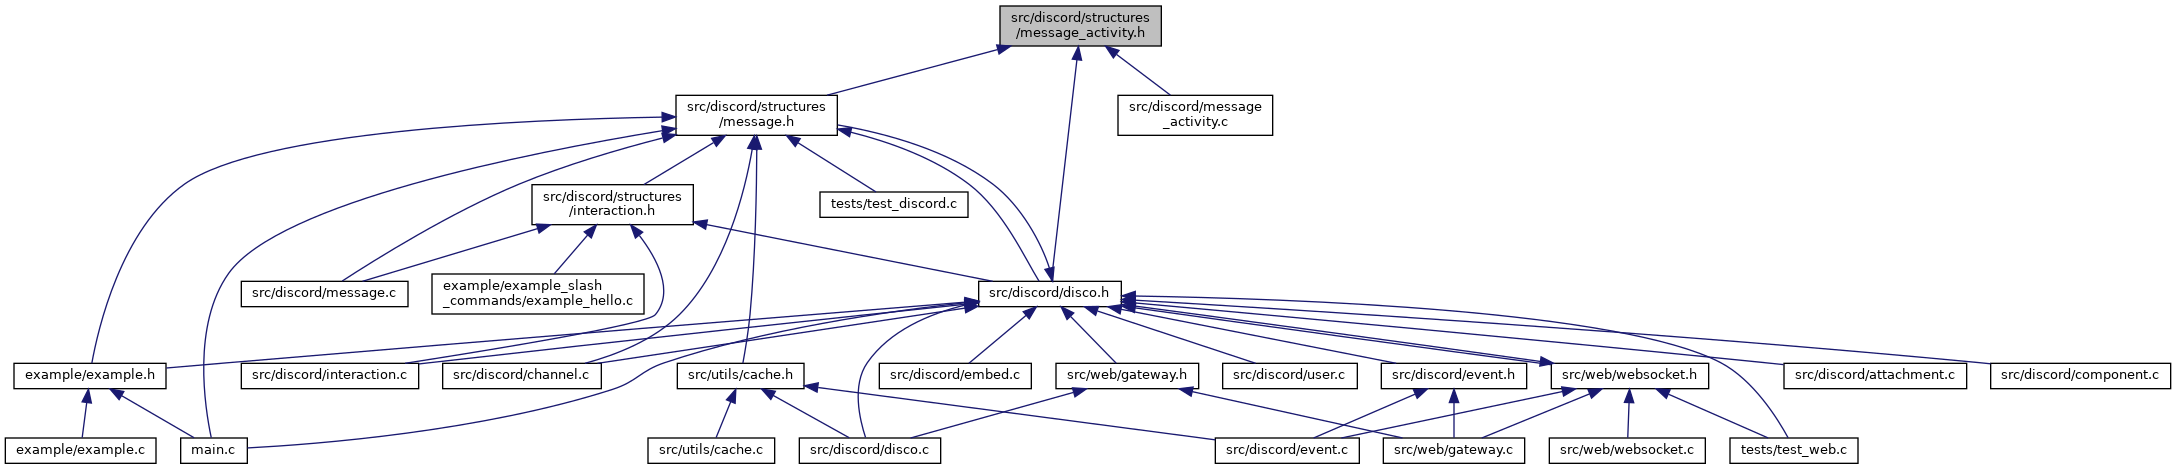 src/discord/structures
/message_activity.h
src/discord/structures
/message.h
src/discord/message
_activity.c
src/discord/structures
/interaction.h
tests/test_discord.c
src/discord/message.c
example/example_slash
_commands/example_hello.c
src/discord/disco.h
example/example.h
src/discord/interaction.c
src/discord/channel.c
src/utils/cache.h
src/discord/embed.c
src/web/gateway.h
src/discord/user.c
src/discord/event.h
src/web/websocket.h
src/discord/attachment.c
src/discord/component.c
example/example.c
main.c
src/utils/cache.c
src/discord/disco.c
src/discord/event.c
src/web/gateway.c
src/web/websocket.c
tests/test_web.c